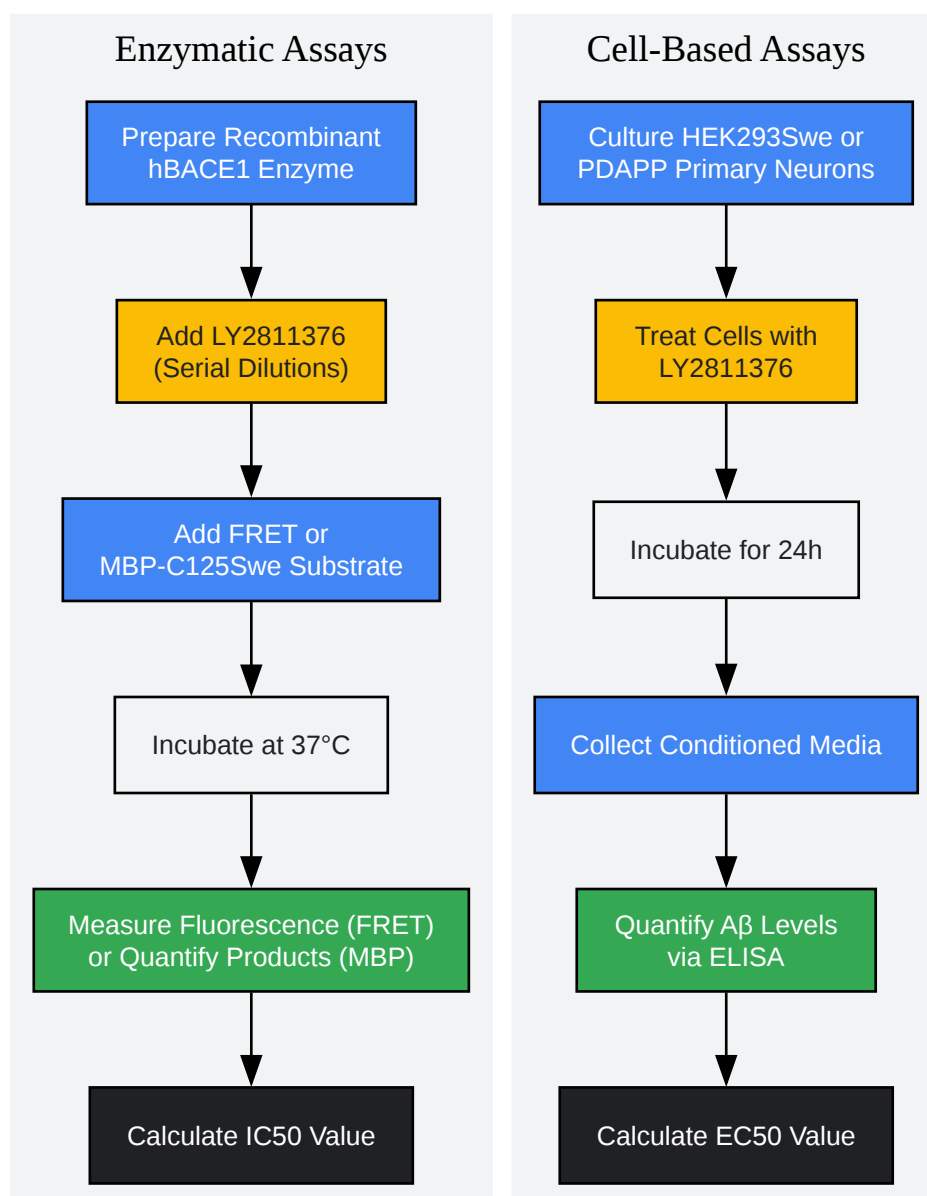 Enzymatic Assays
Prepare Recombinant
hBACE1 Enzyme
Add LY2811376
(Serial Dilutions)
Add FRET or
MBP-C125Swe Substrate
Incubate at 37°C
Measure Fluorescence (FRET)
or Quantify Products (MBP)
Calculate IC50 Value
Cell-Based Assays
Culture HEK293Swe or
PDAPP Primary Neurons
Treat Cells with
LY2811376
Incubate for 24h
Collect Conditioned Media
Quantify Aβ Levels
via ELISA
Calculate EC50 Value